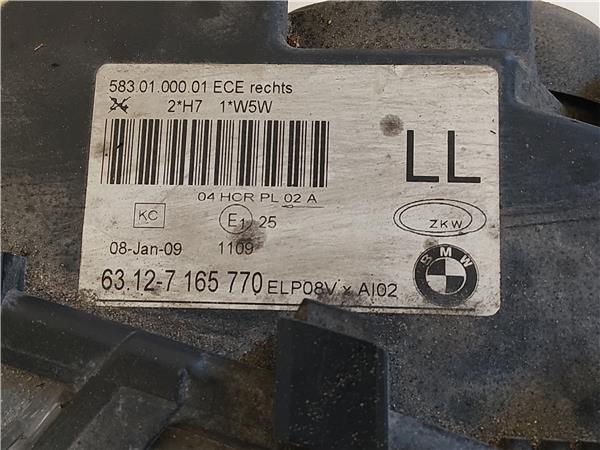 583.01.000.01 ECE rechts
2*H7 1*W5W
LL
04 HCR PL 02 A
KC E1 25 ZKW
08-Jan-09 1109
63.12-7 165 770 ELP08V x AI02
BMW